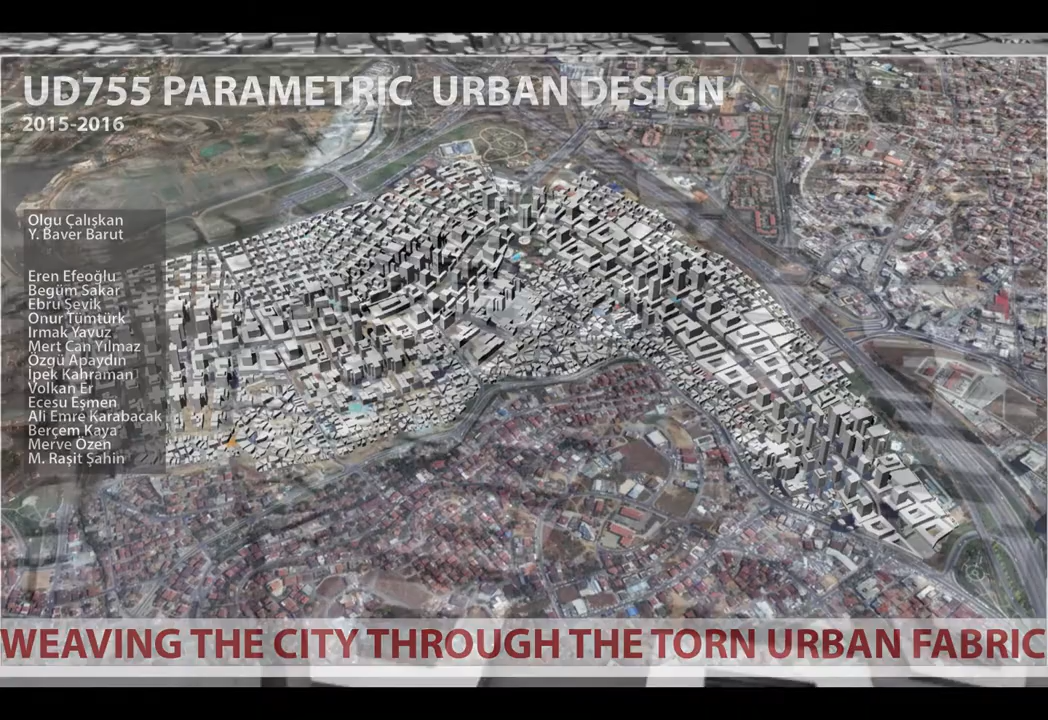 UD755 PARAMETRIC URBAN DESIGN
2015-2016
Olgu Çalışkan
Y. Baver Barut
Eren Efeoğlu
Begüm Sakar
Ebru Şevik
Onur Tümtürk
Irmak Yavuz
Mert Can Yılmaz
Özgü Apaydın
İpek Kahraman
Volkan Er
Ecesu Eşmen
Ali Emre Karabacak
Berçem Kaya
Merve Özen
M. Raşit Şahin
WEAVING THE CITY THROUGH THE TORN URBAN FABRIC